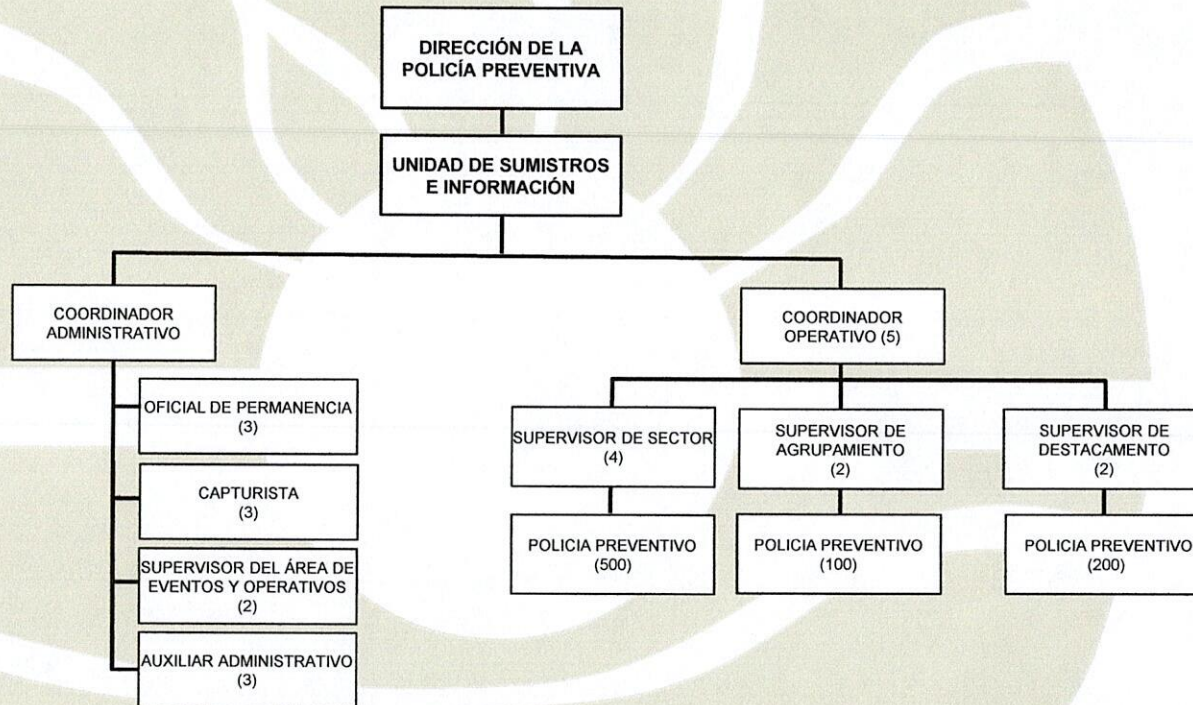 DIRECCIÓN DE LA
POLICÍA PREVENTIVA
UNIDAD DE SUMISTROS
E INFORMACIÓN
COORDINADOR
ADMINISTRATIVO
OFICIAL DE PERMANENCIA
(3)
CAPTURISTA
(3)
SUPERVISOR DEL ÁREA DE
EVENTOS Y OPERATIVOS
(2)
AUXILIAR ADMINISTRATIVO
(3)
COORDINADOR
OPERATIVO (5)
SUPERVISOR DE SECTOR
(4)
POLICIA PREVENTIVO
(500)
SUPERVISOR DE
AGRUPAMIENTO
(2)
POLICIA PREVENTIVO
(100)
SUPERVISOR DE
DESTACAMENTO
(2)
POLICIA PREVENTIVO
(200)